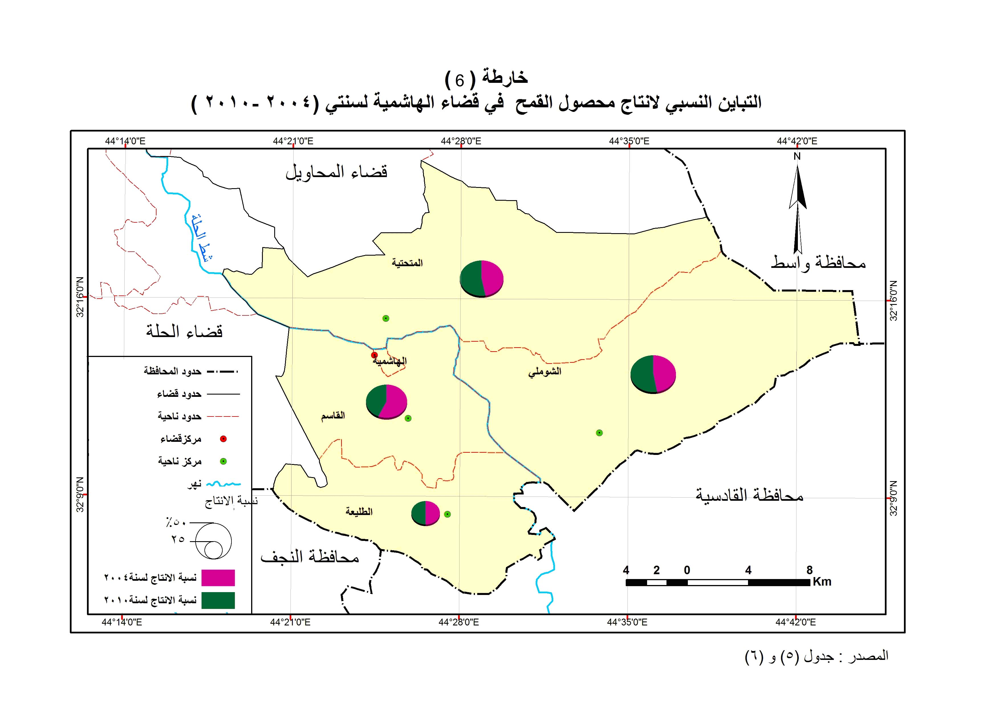 خارطة ( 6 )
التباين النسبي لانتاج محصول القمح في قضاء الهاشمية لسنتي (٢٠٠٤ -٢٠١٠ )
44°14'0"E
44°21'0"E
44°28'0"E
44°35'0"E
44°42'0"E
N
قضاء المحاويل
شط الحلة
المتحتية
محافظة واسط
32°16'0"N
32°16'0"N
قضاء الحلة
الهاشمية
الشوملي
القاسم
حدود المحافظة
حدود قضاء
حدود ناحية
مركزقضاء
مركز ناحية
نهر
نسبة الانتاج
٥٠٪
٢٥
نسبة الانتاج لسنة٢٠٠٤
نسبة الانتاج لسنة٢٠١٠
32°9'0"N
32°9'0"N
محافظة القادسية
الطليعة
محافظة النجف
4 2 0 4 8
Km
44°14'0"E
44°21'0"E
44°28'0"E
44°35'0"E
44°42'0"E
المصدر : جدول (٥) و (٦)